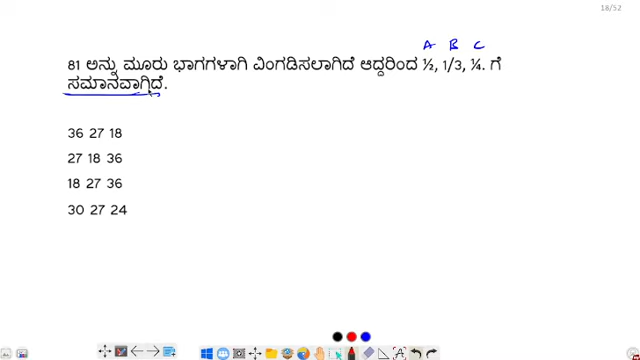 18/52
A B C
81 ಅನ್ನು ಮೂರು ಭಾಗಗಳಾಗಿ ವಿಂಗಡಿಸಲಾಗಿದೆ ಆದ್ದರಿಂದ ½, 1/3, ¼. ಗೆ
ಸಮಾನವಾಗಿದೆ.
36 27 18
27 18 36
18 27 36
30 27 24